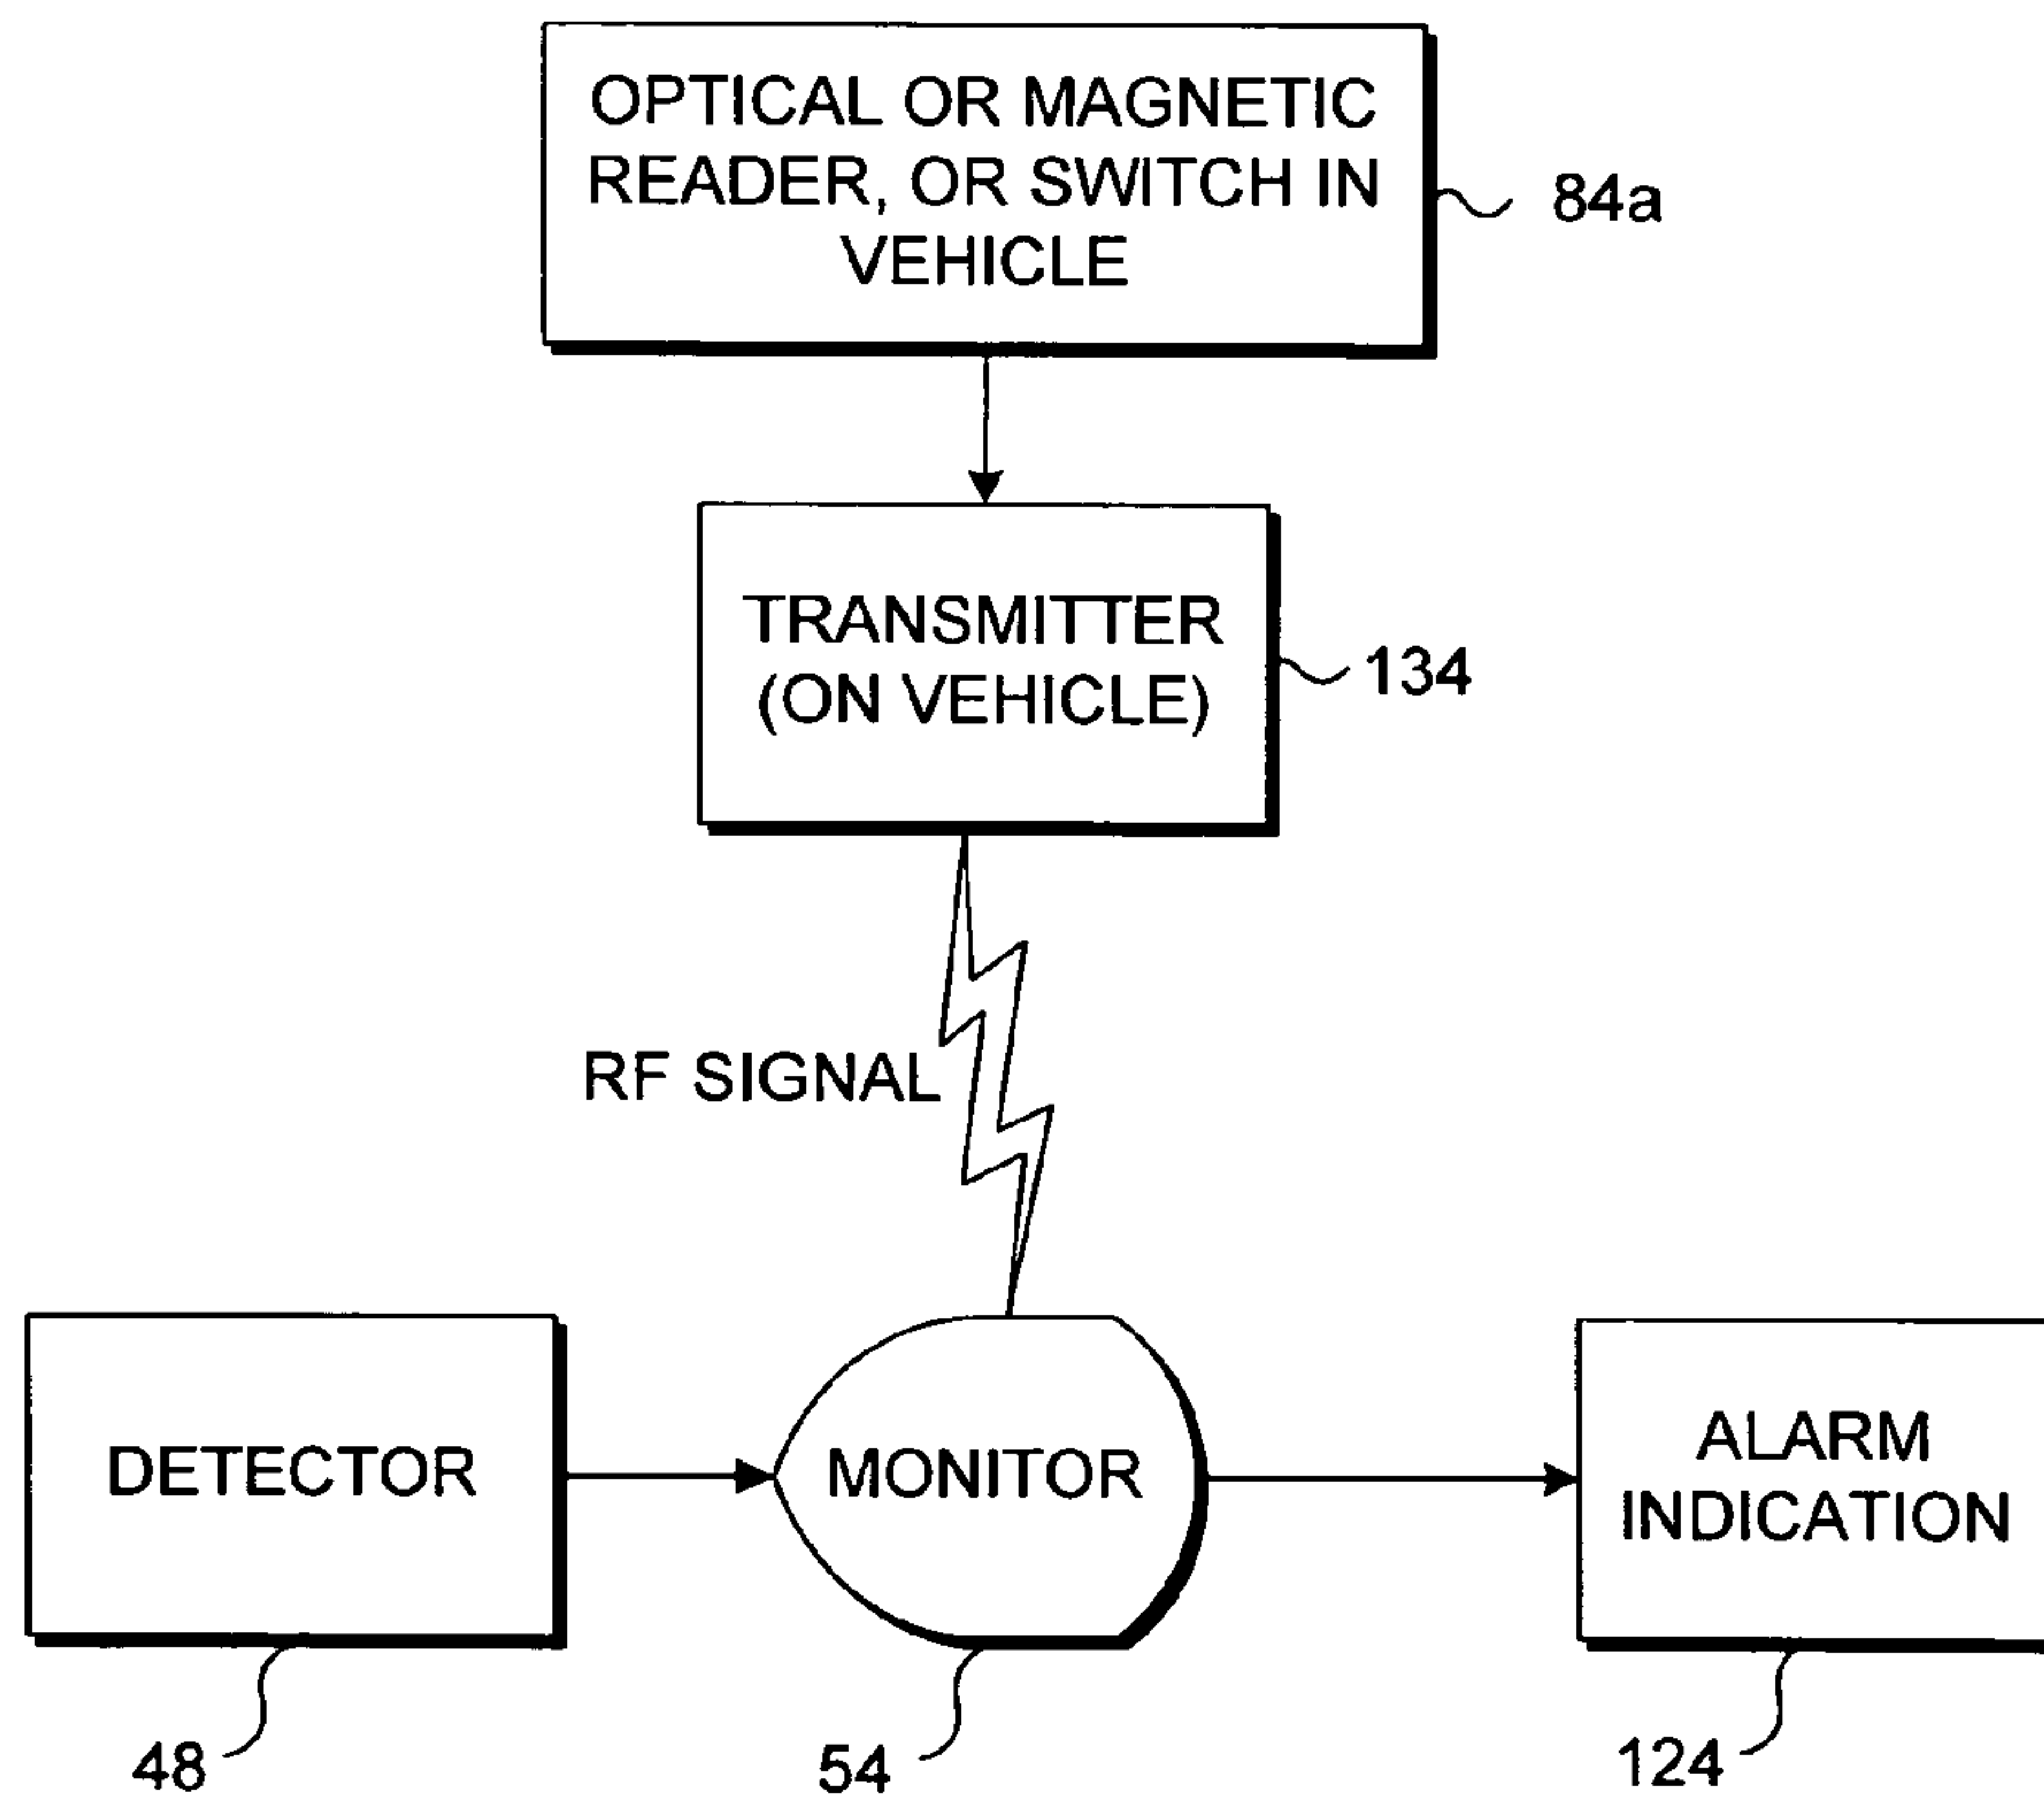 OPTICAL OR MAGNETIC
READER, OR SWITCH IN
VEHICLE
84a
TRANSMITTER
(ON VEHICLE)
134
RF SIGNAL
DETECTOR
MONITOR
ALARM
INDICATION
48
54
124